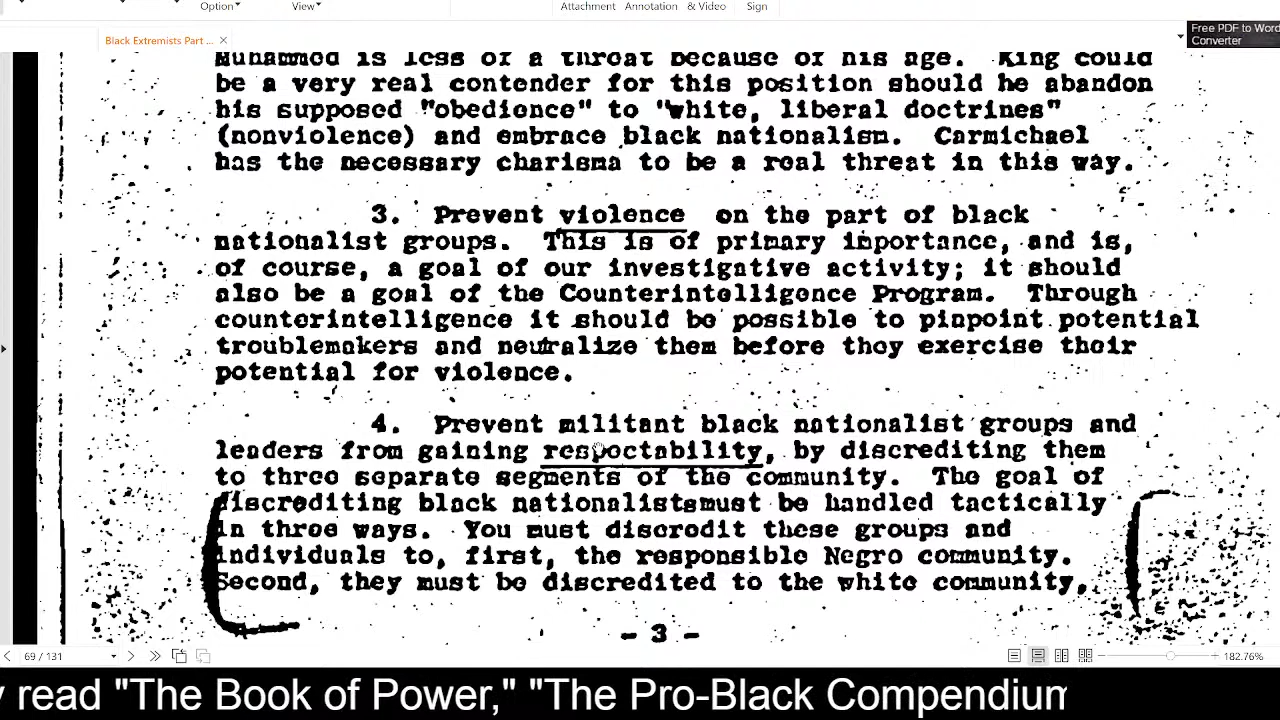 Option
View
Attachment Annotation & View
Sign
Free PDF to Word
Converter
Black Extremists Part ...
Muhammed is less of a threat because of his age. King could
be a very real contender for this position should he abandon
his supposed "obedience" to "white, liberal doctrines"
(nonviolence) and embrace black nationalism. Carmichael
has the necessary charisma to be a real threat in this way.
3. Prevent violence on the part of black
nationalist groups. This is of primary importance, and is,
of course, a goal of our investigative activity; it should
also be a goal of the Counterintelligence Program. Through
counterintelligence it should be possible to pinpoint potential
troublemakers and neutralize them before they exercise their
potential for violence.
4. Prevent militant black nationalist groups and
leaders from gaining respectability, by discrediting them
to three separate segments of the community. The goal of
discrediting black nationalists must be handled tactically
in three ways. You must discredit these groups and
individuals to, first, the responsible Negro community.
Second, they must be discredited to the white community,
- 3 -
69 / 131
182.76%
y read "The Book of Power," "The Pro-Black Compendium